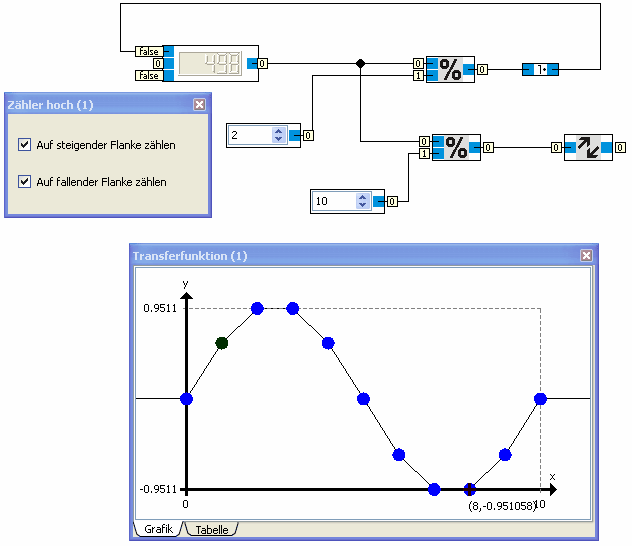 false
0
498
0
false
0
1
%
0
Zähler hoch (1)
Auf steigender Flanke zählen
Auf fallender Flanke zählen
2
0
0
1
%
0
0
0
10
0
Transferfunktion (1)
y
0.9511
-0.9511
x
0
(8,-0.951058)
10
Grafik
Tabelle